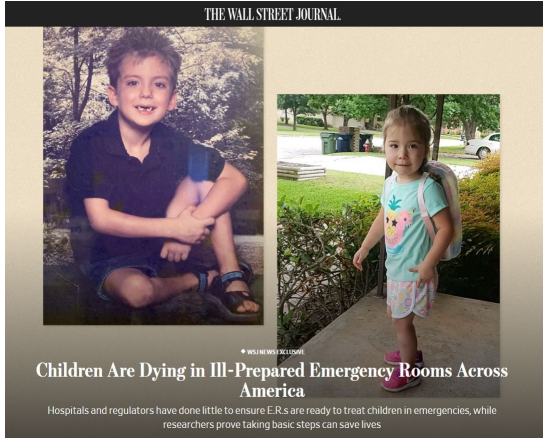 THE WALL STREET JOURNAL.
◆ WSJ NEWS EXCLUSIVE
Children Are Dying in Ill-Prepared Emergency Rooms Across
America
Hospitals and regulators have done little to ensure E.R.s are ready to treat children in emergencies, while
researchers prove taking basic steps can save lives